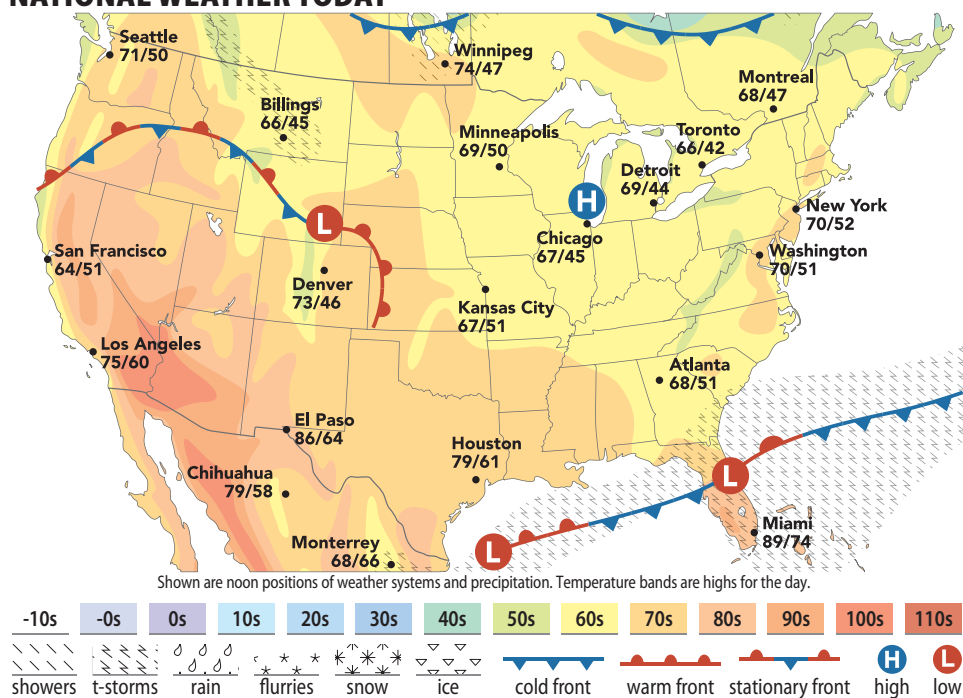 NATIONAL WEATHER TODAY
Seattle
71/50
Winnipeg
74/47
Montreal
68/47
Billings
66/45
Minneapolis
69/50
Toronto
66/42
Detroit
69/44
H
New York
70/52
L
Chicago
67/45
San Francisco
64/51
Washington
70/51
Denver
73/46
Kansas City
67/51
Los Angeles
75/60
Atlanta
68/51
El Paso
86/64
Houston
79/61
Chihuahua
79/58
L
Miami
89/74
Monterrey
68/66
L
Shown are noon positions of weather systems and precipitation. Temperature bands are highs for the day.
-10s -0s 0s 10s 20s 30s 40s 50s 60s 70s 80s 90s 100s 110s
H L
showers t-storms rain flurries snow ice cold front warm front stationary front high low